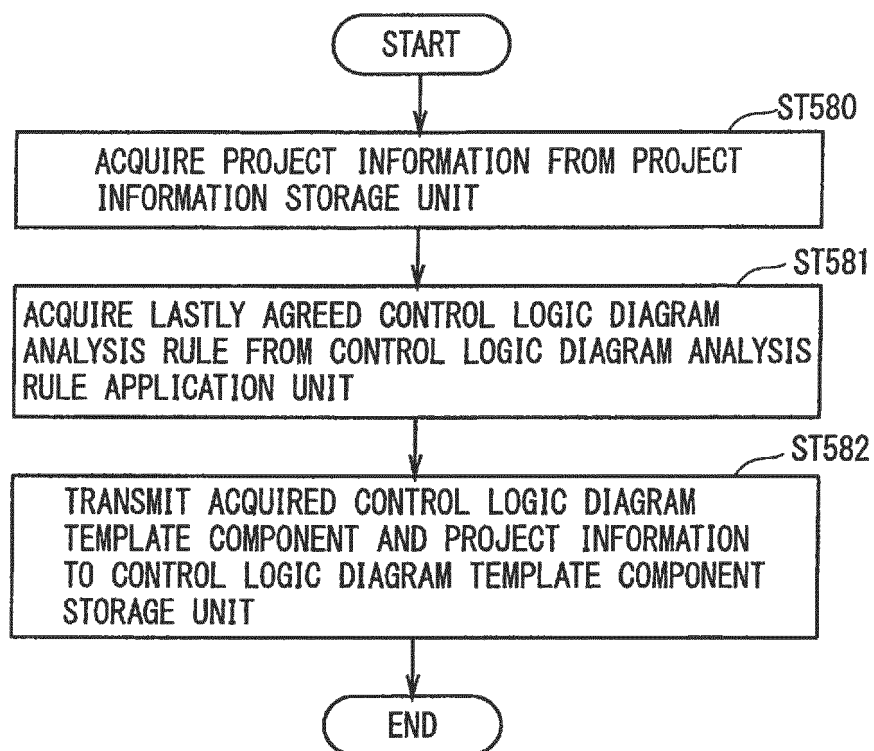 START
ST580
ACQUIRE PROJECT INFORMATION FROM PROJECT
INFORMATION STORAGE UNIT
ST581
ACQUIRE LASTLY AGREED CONTROL LOGIC DIAGRAM
ANALYSIS RULE FROM CONTROL LOGIC DIAGRAM ANALYSIS
RULE APPLICATION UNIT
ST582
TRANSMIT ACQUIRED CONTROL LOGIC DIAGRAM
TEMPLATE COMPONENT AND PROJECT INFORMATION
TO CONTROL LOGIC DIAGRAM TEMPLATE COMPONENT
STORAGE UNIT
END